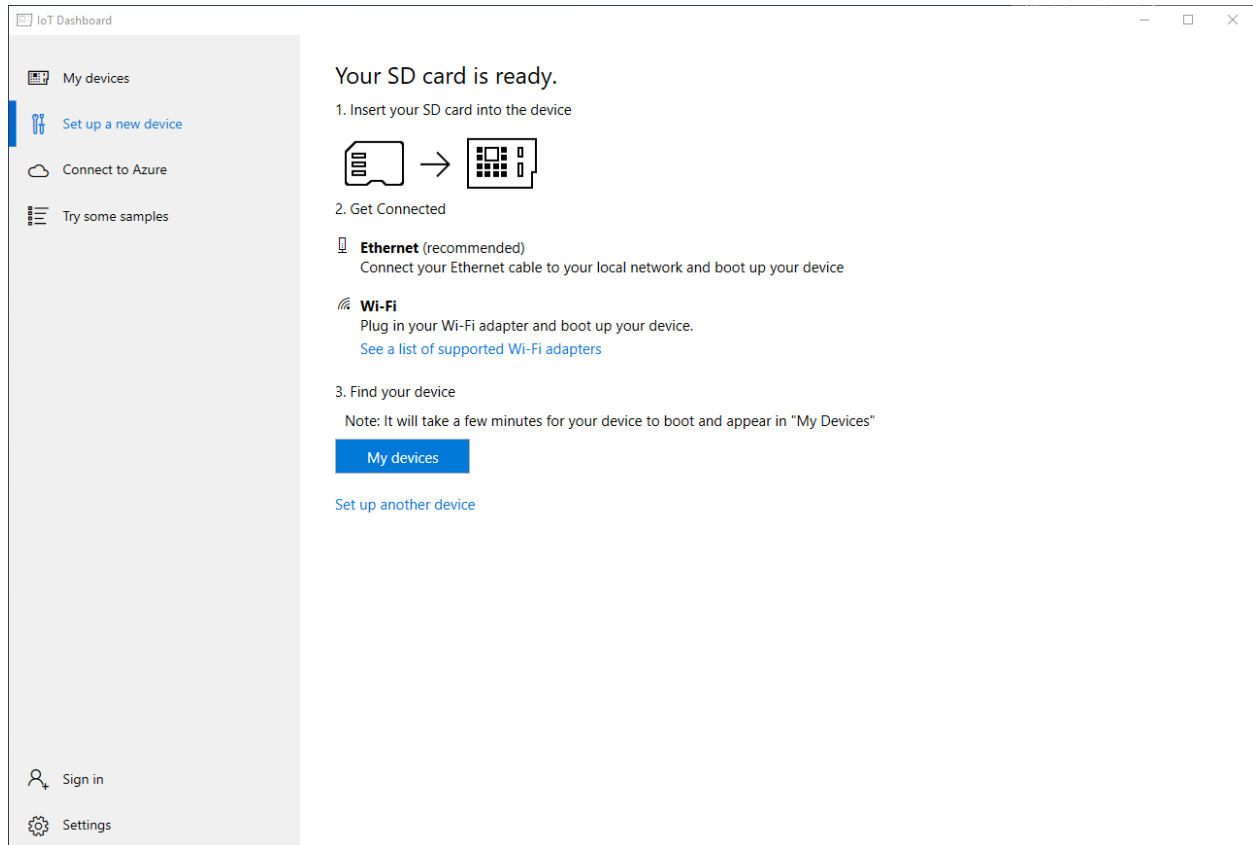 IoT Dashboard
My devices
Set up a new device
Connect to Azure
Try some samples
Sign in
Settings
Your SD card is ready.
1. Insert your SD card into the device
2. Get Connected
Ethernet (recommended)
Connect your Ethernet cable to your local network and boot up your device
Wi-Fi
Plug in your Wi-Fi adapter and boot up your device.
See a list of supported Wi-Fi adapters
3. Find your device
Note: It will take a few minutes for your device to boot and appear in "My Devices"
My devices
Set up another device